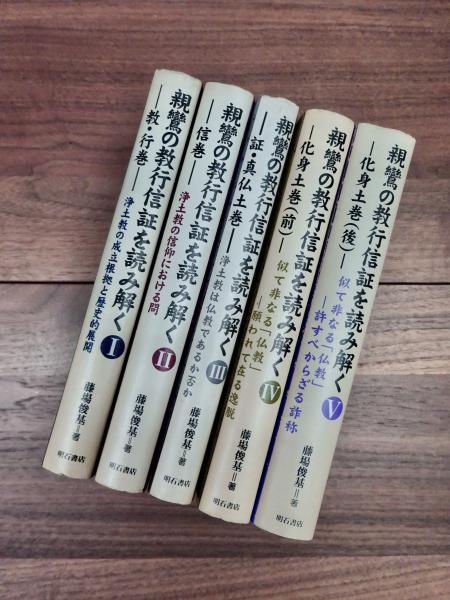 親鸞の教行信証を読み解く
―教・行巻―
浄土教の成立根拠と歴史的展開
I
藤場俊基=著
明石書店
親鸞の教行信証を読み解く
―信巻―
浄土教の信仰における問
II
藤場俊基=著
明石書店
親鸞の教行信証を読み解く
―証・真仏土巻―
浄土教は仏教であるか否か
III
藤場俊基=著
明石書店
親鸞の教行信証を読み解く
―化身土巻(前)―
似て非なる「仏教」
―願われて在る逸脱
IV
藤場俊基=著
明石書店
親鸞の教行信証を読み解く
―化身土巻(後)―
似て非なる「仏教」
―許すべからざる詐称
V
藤場俊基=著
明石書店